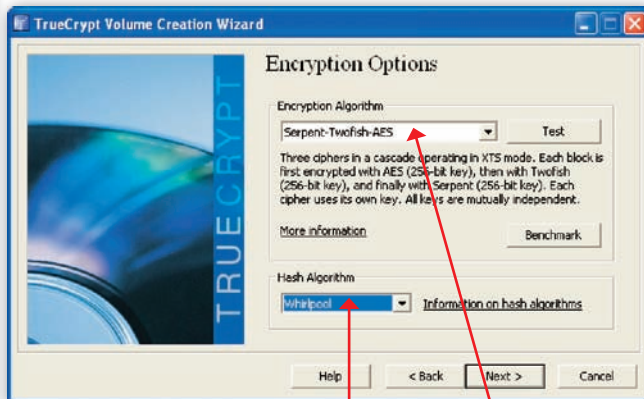 TrueCrypt Volume Creation Wizard
TRUECRYPT
Encryption Options
Encryption Algorithm
Serpent-Twofish-AES
Test
Three ciphers in a cascade operating in XTS mode. Each block is
first encrypted with AES (256-bit key), then with Twofish
(256-bit key), and finally with Serpent (256-bit key). Each
cipher uses its own key. All keys are mutually independent.
More information
Benchmark
Hash Algorithm
Whirlpool
Information on hash algorithms
Help
< Back
Next >
Cancel